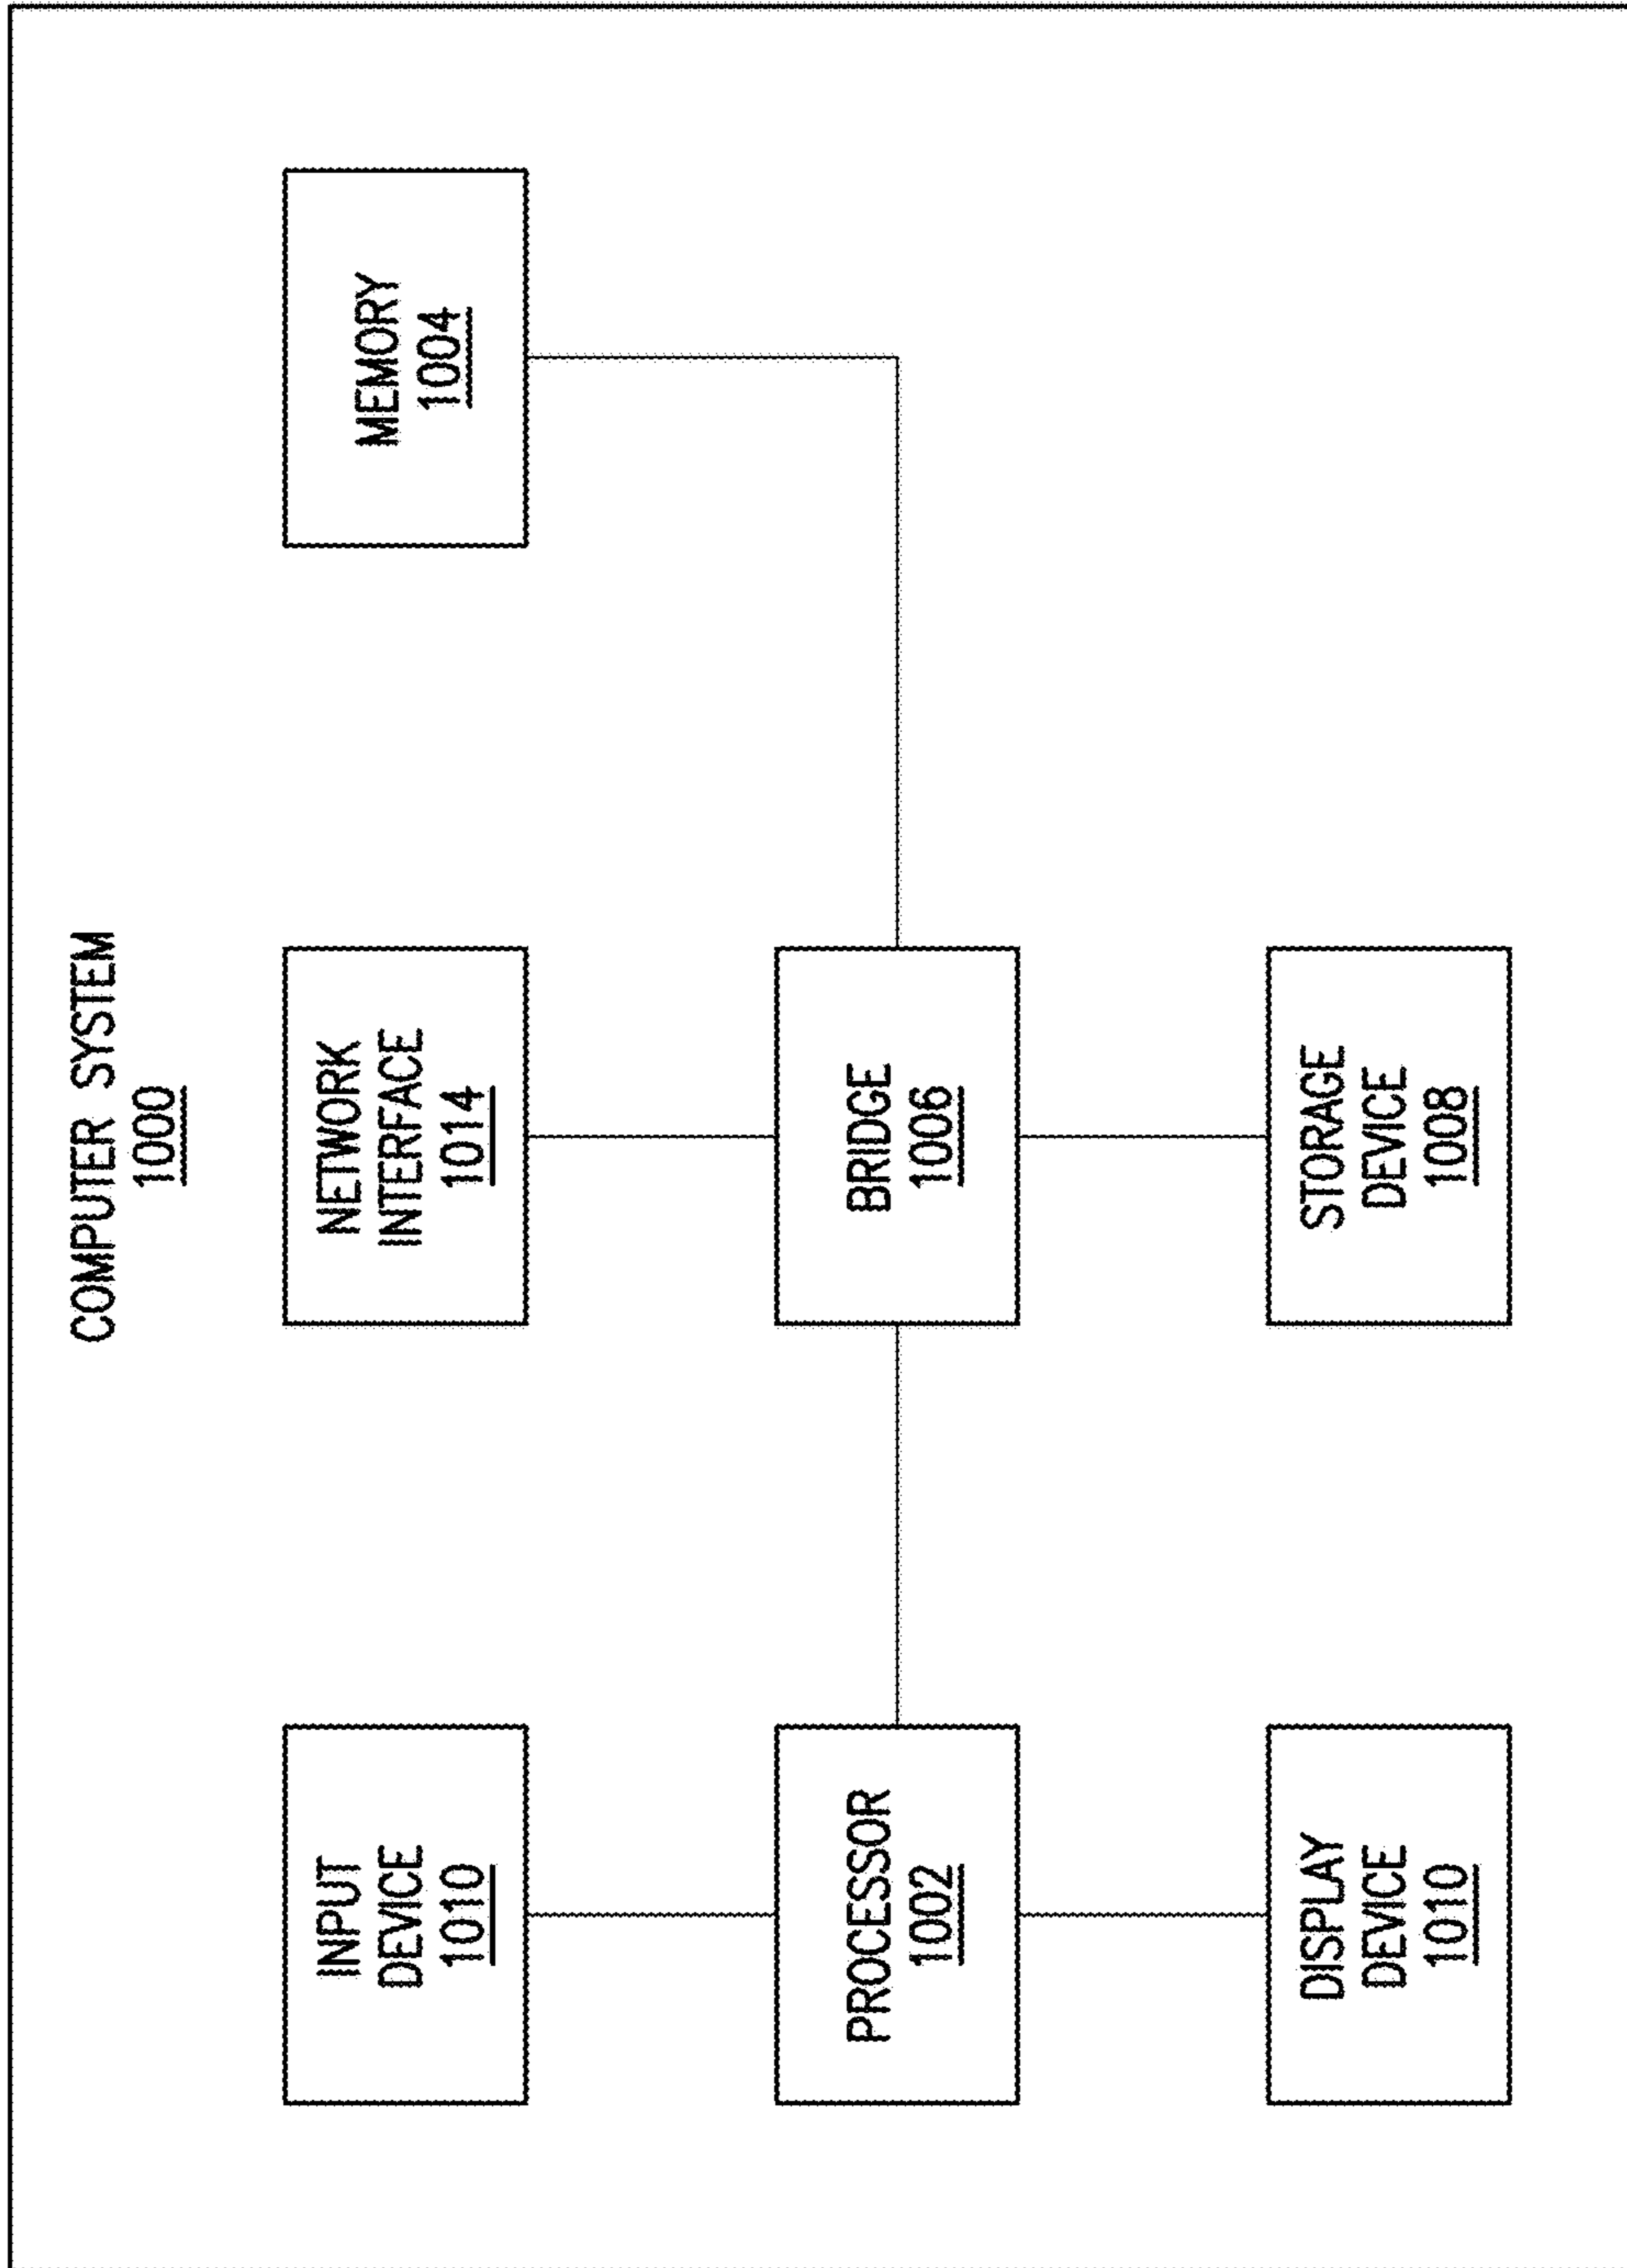 COMPUTER SYSTEM
1000
INPUT
DEVICE
1010
NETWORK
INTERFACE
1014
MEMORY
1004
PROCESSOR
1002
BRIDGE
1006
DISPLAY
DEVICE
1010
STORAGE
DEVICE
1008